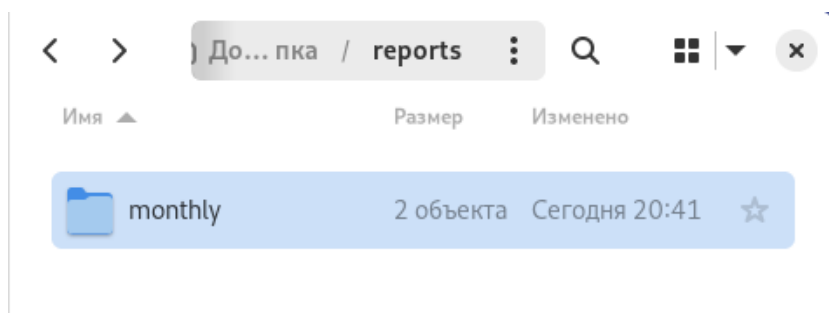 До... пка / reports
Имя Размер Изменено
monthly 2 объекта Сегодня 20:41